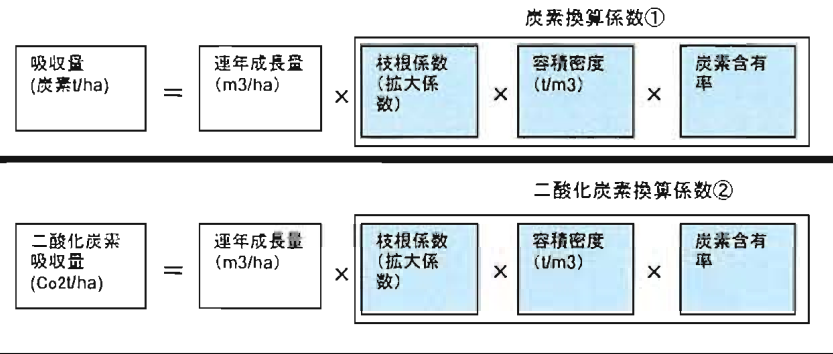 炭素換算係数①
吸収量
(炭素t/ha)
＝
連年成長量
(m3/ha)
×
枝根係数
(拡大係
数)
×
容積密度
(t/m3)
×
炭素含有
率
二酸化炭素換算係数②
二酸化炭素
吸収量
(Co2t/ha)
＝
連年成長量
(m3/ha)
×
枝根係数
(拡大係
数)
×
容積密度
(t/m3)
×
炭素含有
率